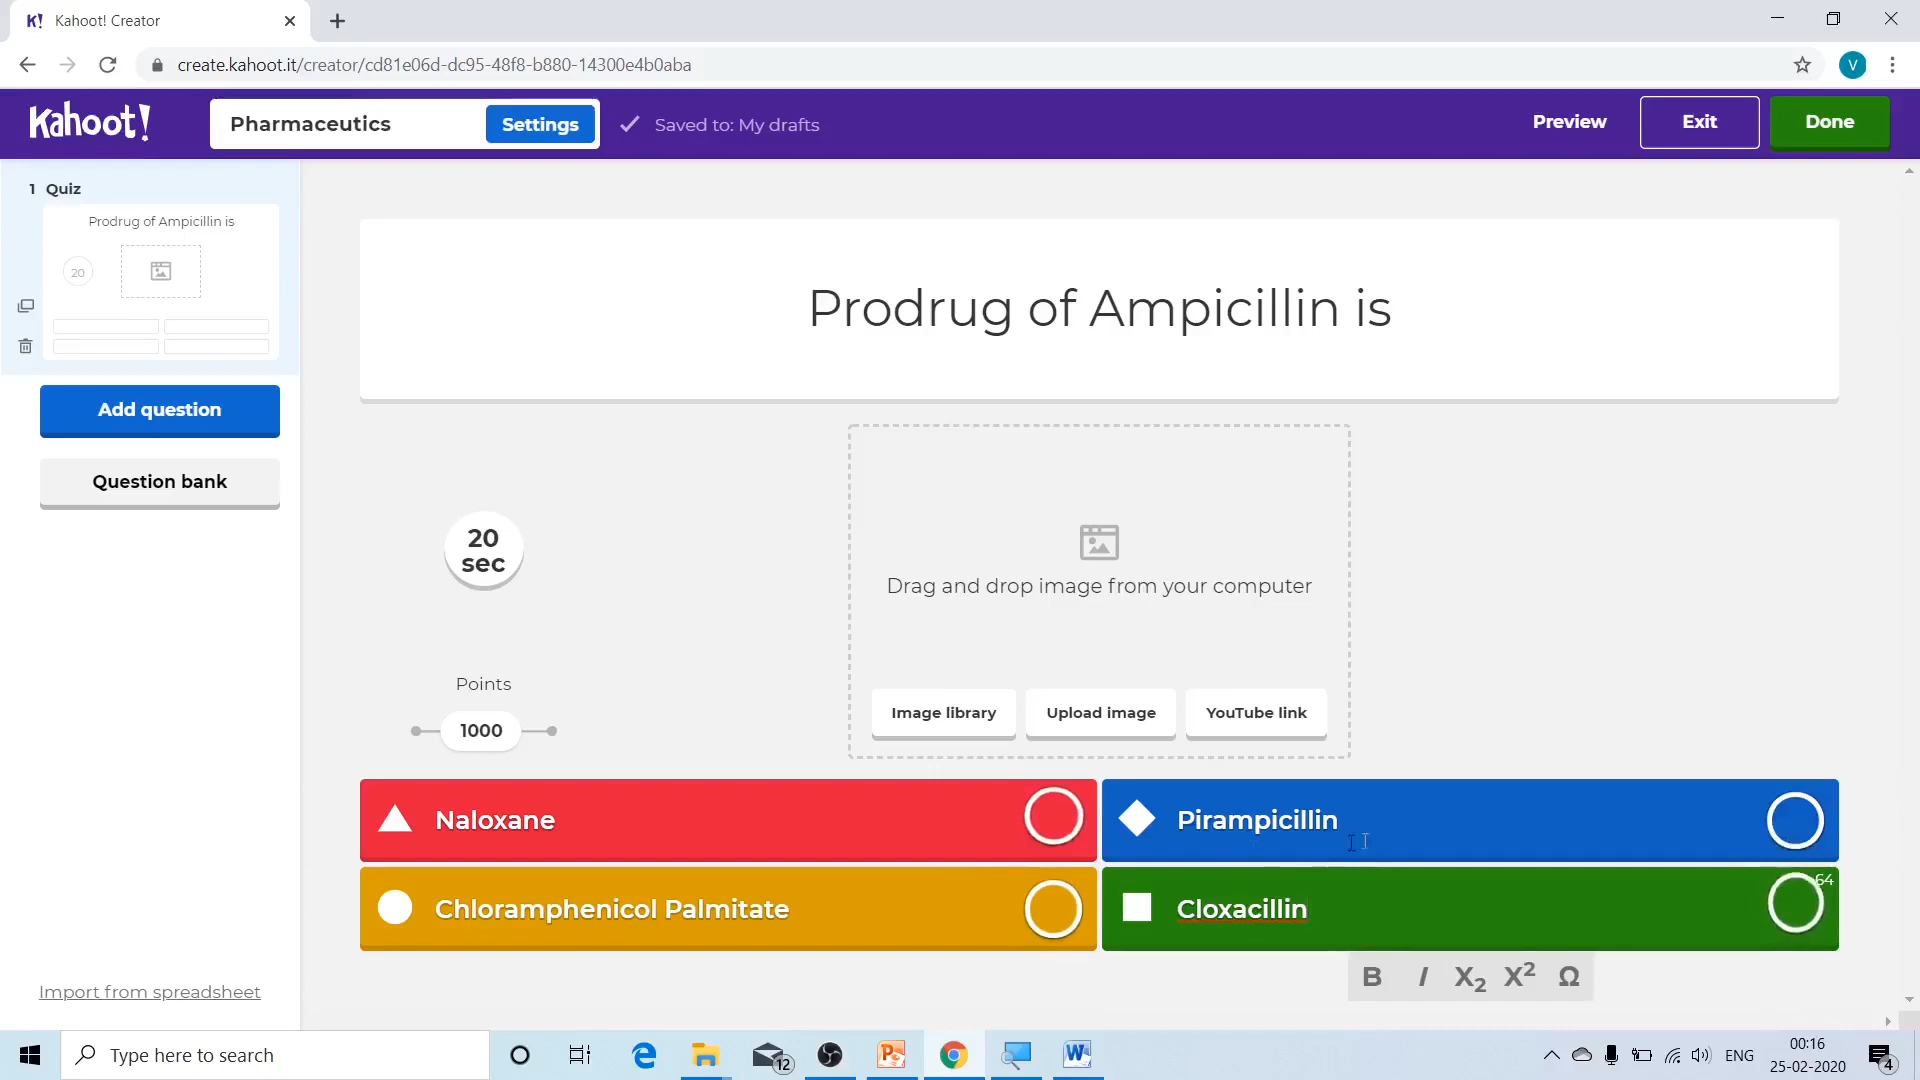 K! Kahoot! Creator
create.kahoot.it/creator/cd81e06d-dc95-48f8-b880-14300e4b0aba
V
Kahoot!
Pharmaceutics
Settings
Saved to: My drafts
Preview
Exit
Done
1 Quiz
Prodrug of Ampicillin is
20
Add question
Question bank
Import from spreadsheet
Prodrug of Ampicillin is
20
sec
Points
1000
Drag and drop image from your computer
Image library
Upload image
YouTube link
Naloxane
Pirampicillin
Chloramphenicol Palmitate
Cloxacillin
64
B I X₂ X² Ω
Type here to search
12
ENG
00:16
25-02-2020
4